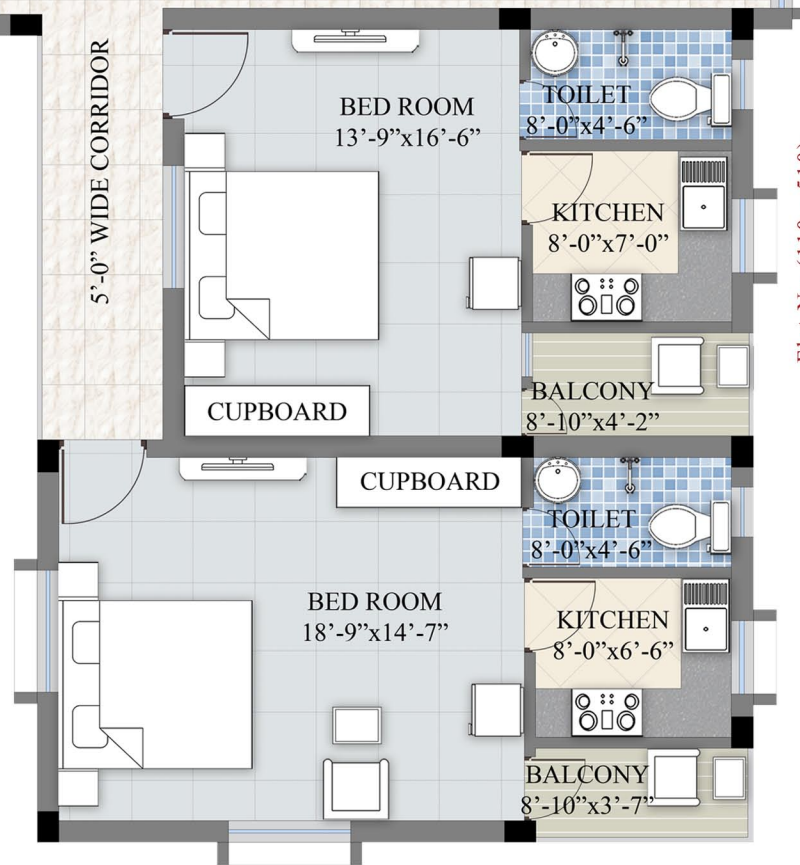 5’-0” WIDE CORRIDOR
BED ROOM
13’-9”x16’-6”
TOILET
8’-0”x4’-6”
KITCHEN
8’-0”x7’-0”
CUPBOARD
BALCONY
8’-10”x4’-2”
CUPBOARD
TOILET
8’-0”x4’-6”
BED ROOM
18’-9”x14’-7”
KITCHEN
8’-0”x6’-6”
BALCONY
8’-10”x3’-7”